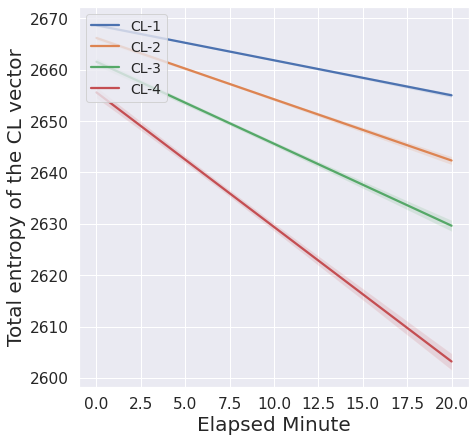 CL-1
CL-2
CL-3
CL-4
Total entropy of the CL vector
2670
2660
2650
2640
2630
2620
2610
2600
0.0 2.5 5.0 7.5 10.0 12.5 15.0 17.5 20.0
Elapsed Minute